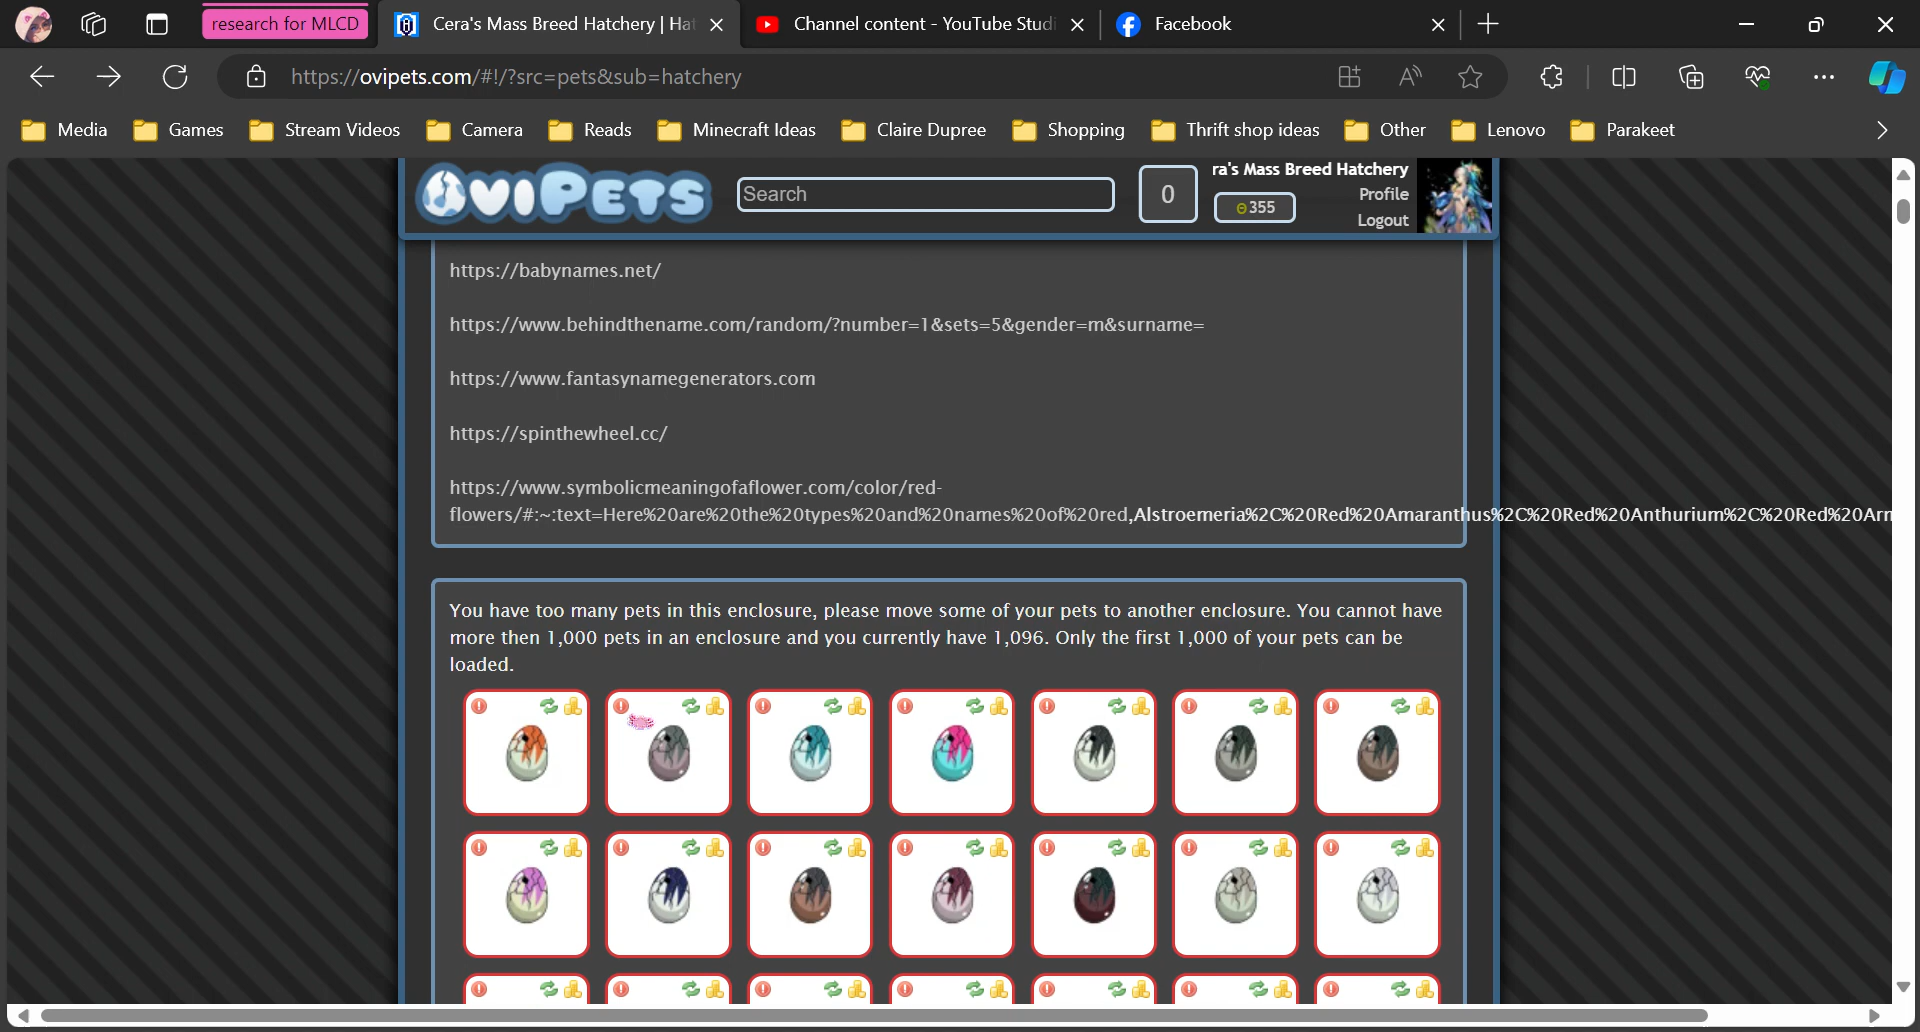 research for MLCD
Cera's Mass Breed Hatchery | Hat
Channel content - YouTube Studi
Facebook
https://ovipets.com/#!/?src=pets&sub=hatchery
Media
Games
Stream Videos
Camera
Reads
Minecraft Ideas
Claire Dupree
Shopping
Thrift shop ideas
Other
Lenovo
Parakeet
OviPets
Search
0
ra's Mass Breed Hatchery
355
Profile
Logout
https://babynames.net/
https://www.behindthename.com/random/?number=1&sets=5&gender=m&surname=
https://www.fantasynamegenerators.com
https://spinthewheel.cc/
https://www.symbolicmeaningofaflower.com/color/red-
flowers/#:~:text=Here%20are%20the%20types%20and%20names%20of%20red,Alstroemeria%2C%20Red%20Amaranthus%2C%20Red%20Anthurium%2C%20Red%20Arm
You have too many pets in this enclosure, please move some of your pets to another enclosure. You cannot have
more then 1,000 pets in an enclosure and you currently have 1,096. Only the first 1,000 of your pets can be
loaded.